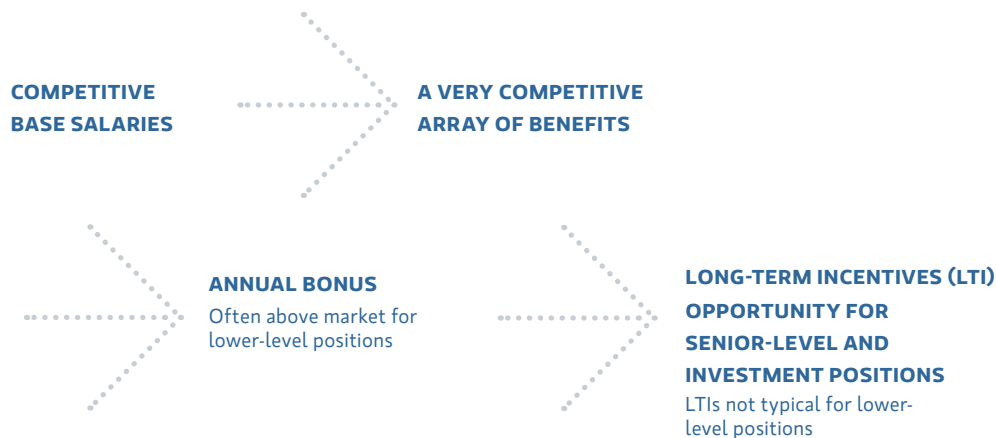 COMPETITIVE
BASE SALARIES
A VERY COMPETITIVE
ARRAY OF BENEFITS
ANNUAL BONUS
Often above market for
lower-level positions
LONG-TERM INCENTIVES (LTI)
OPPORTUNITY FOR
SENIOR-LEVEL AND
INVESTMENT POSITIONS
LTIs not typical for lower-
level positions